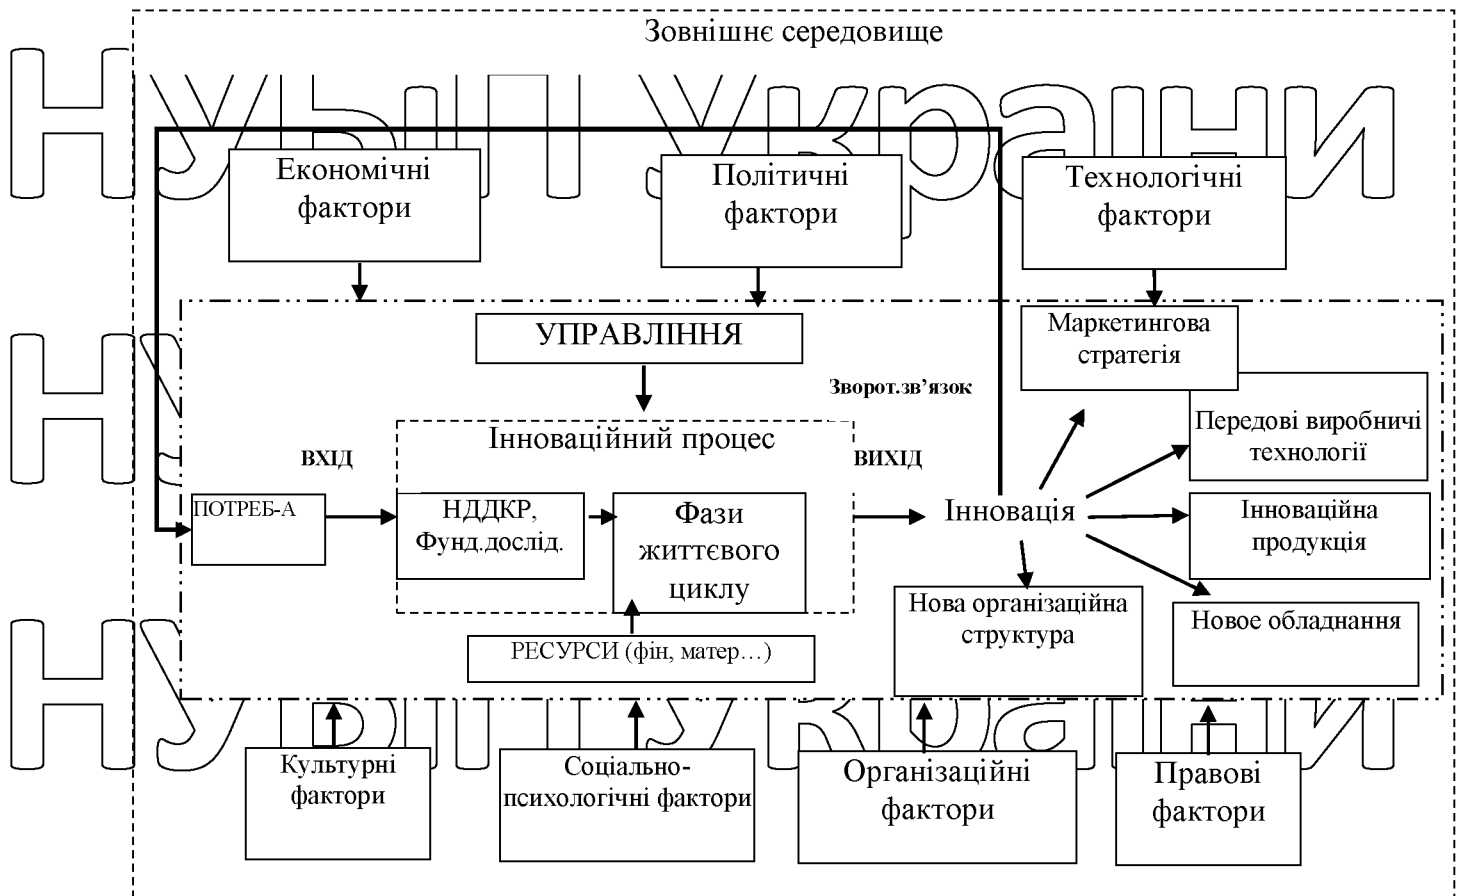 Зовнішнє середовище
НУБіП України
Економічні
фактори
Політичні
фактори
Технологічні
фактори
УПРАВЛІННЯ
Маркетингова
стратегія
Зворот.зв’язок
Передові виробничі
технології
Інноваційний процес
ВХІД
ВИХІД
ПОТРЕБ-А
НДДКР,
Фунд.дослід.
Фази
життєвого
циклу
Інновація
Інноваційна
продукція
Нова організаційна
структура
Новое обладнання
РЕСУРСИ (фін, матер…)
НУБіП України
Культурні
фактори
Соціально-
психологічні фактори
Організаційні
фактори
Правові
фактори